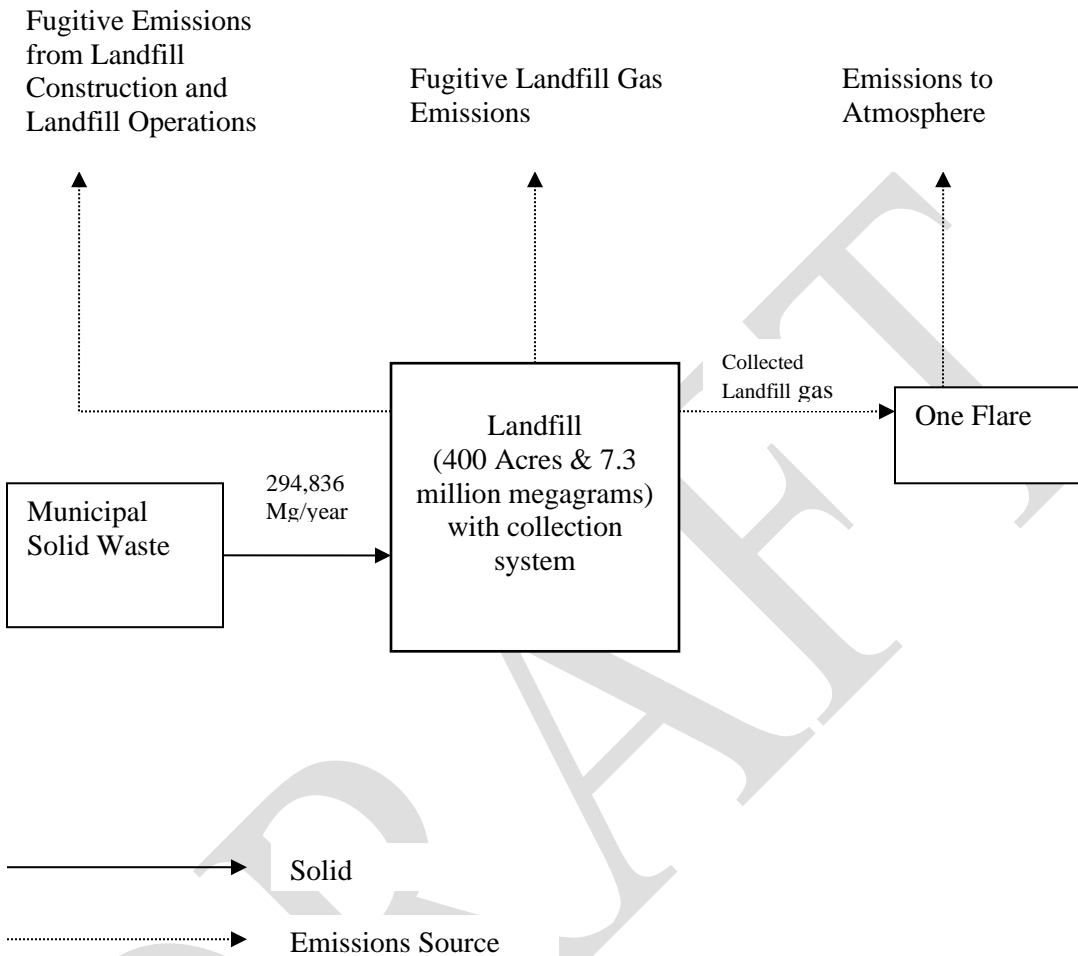 Fugitive Emissions
from Landfill
Construction and
Landfill Operations
Fugitive Landfill Gas
Emissions
Emissions to
Atmosphere
Collected
Landfill gas
One Flare
Landfill
(400 Acres & 7.3
million megagrams)
with collection
system
294,836
Mg/year
Municipal
Solid Waste
Solid
Emissions Source
DRAFT